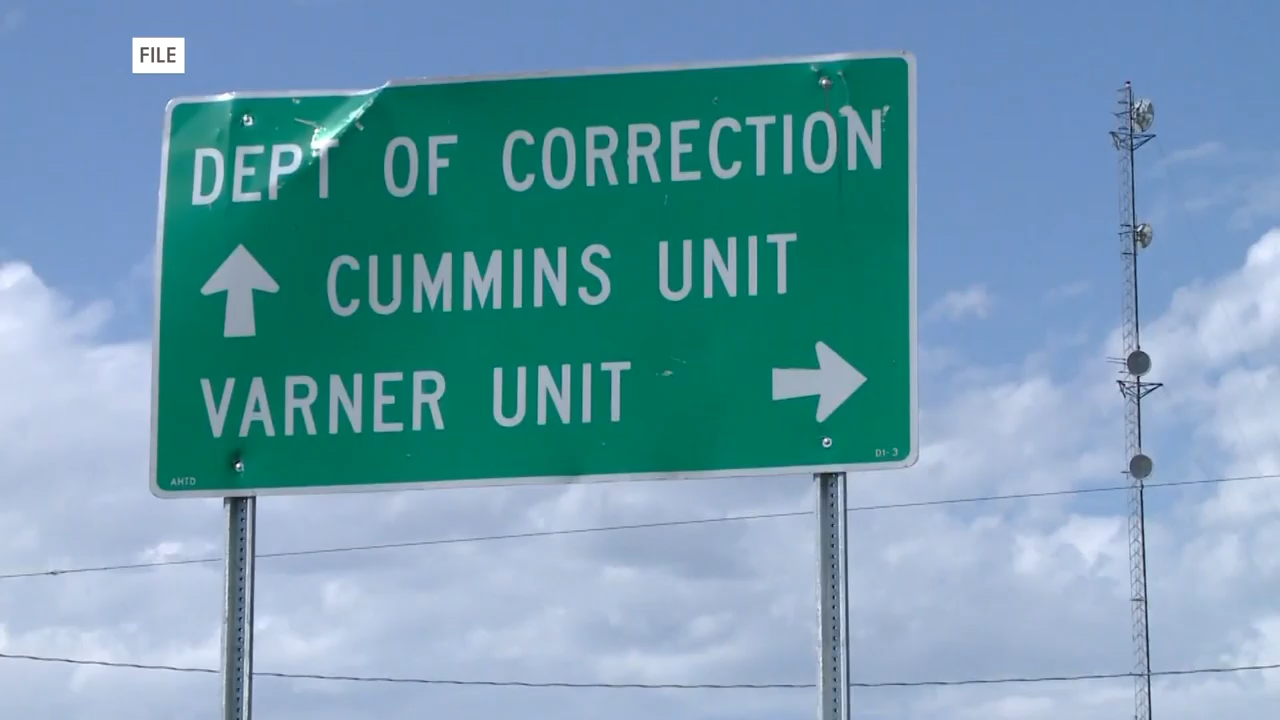 FILE
DEPT OF CORRECTION
CUMMINS UNIT
VARNER UNIT
AHTD
D1-3